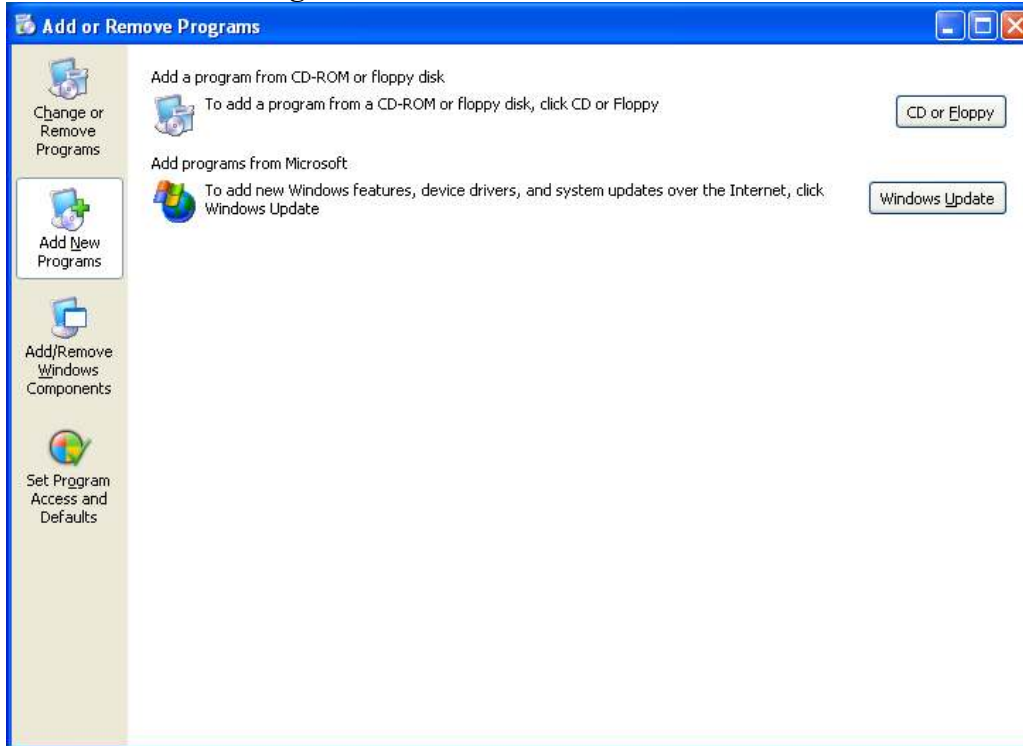 Add or Remove Programs
Change or
Remove
Programs
Add New
Programs
Add/Remove
Windows
Components
Set Program
Access and
Defaults
Add a program from CD-ROM or floppy disk
To add a program from a CD-ROM or floppy disk, click CD or Floppy
CD or Floppy
Add programs from Microsoft
To add new Windows features, device drivers, and system updates over the Internet, click
Windows Update
Windows Update